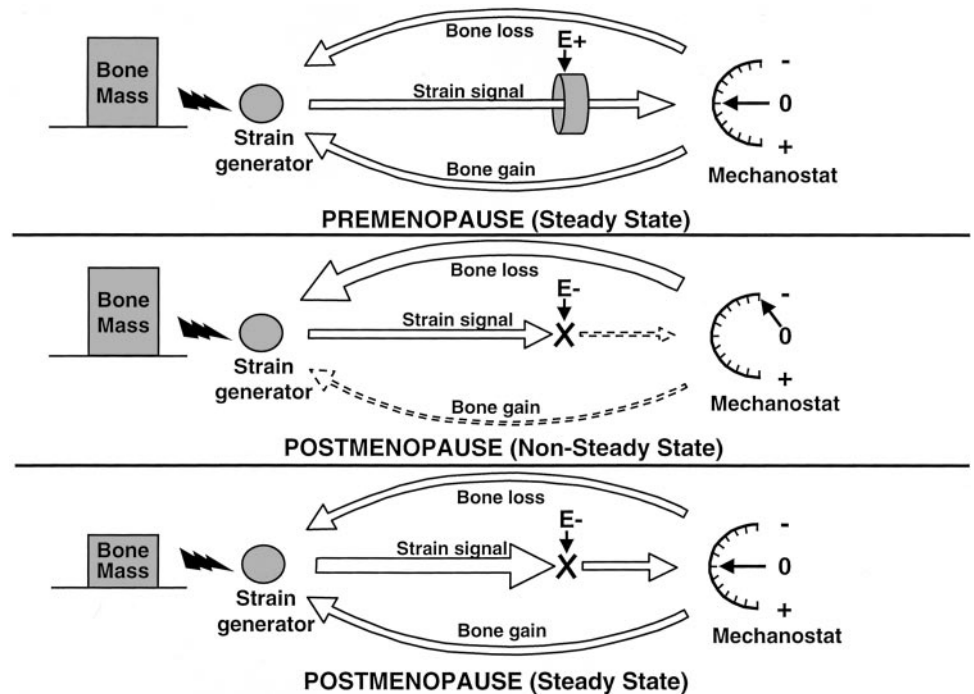 Bone loss
E+
Bone
Mass
Strain signal
-
0
+
Strain
generator
Bone gain
Mechanostat
PREMENOPAUSE (Steady State)
Bone loss
E-
Bone
Mass
Strain signal
-
0
+
Strain
generator
Bone gain
Mechanostat
POSTMENOPAUSE (Non-Steady State)
Bone loss
E-
Bone
Mass
Strain signal
X
-
0
+
Strain
generator
Bone gain
Mechanostat
POSTMENOPAUSE (Steady State)